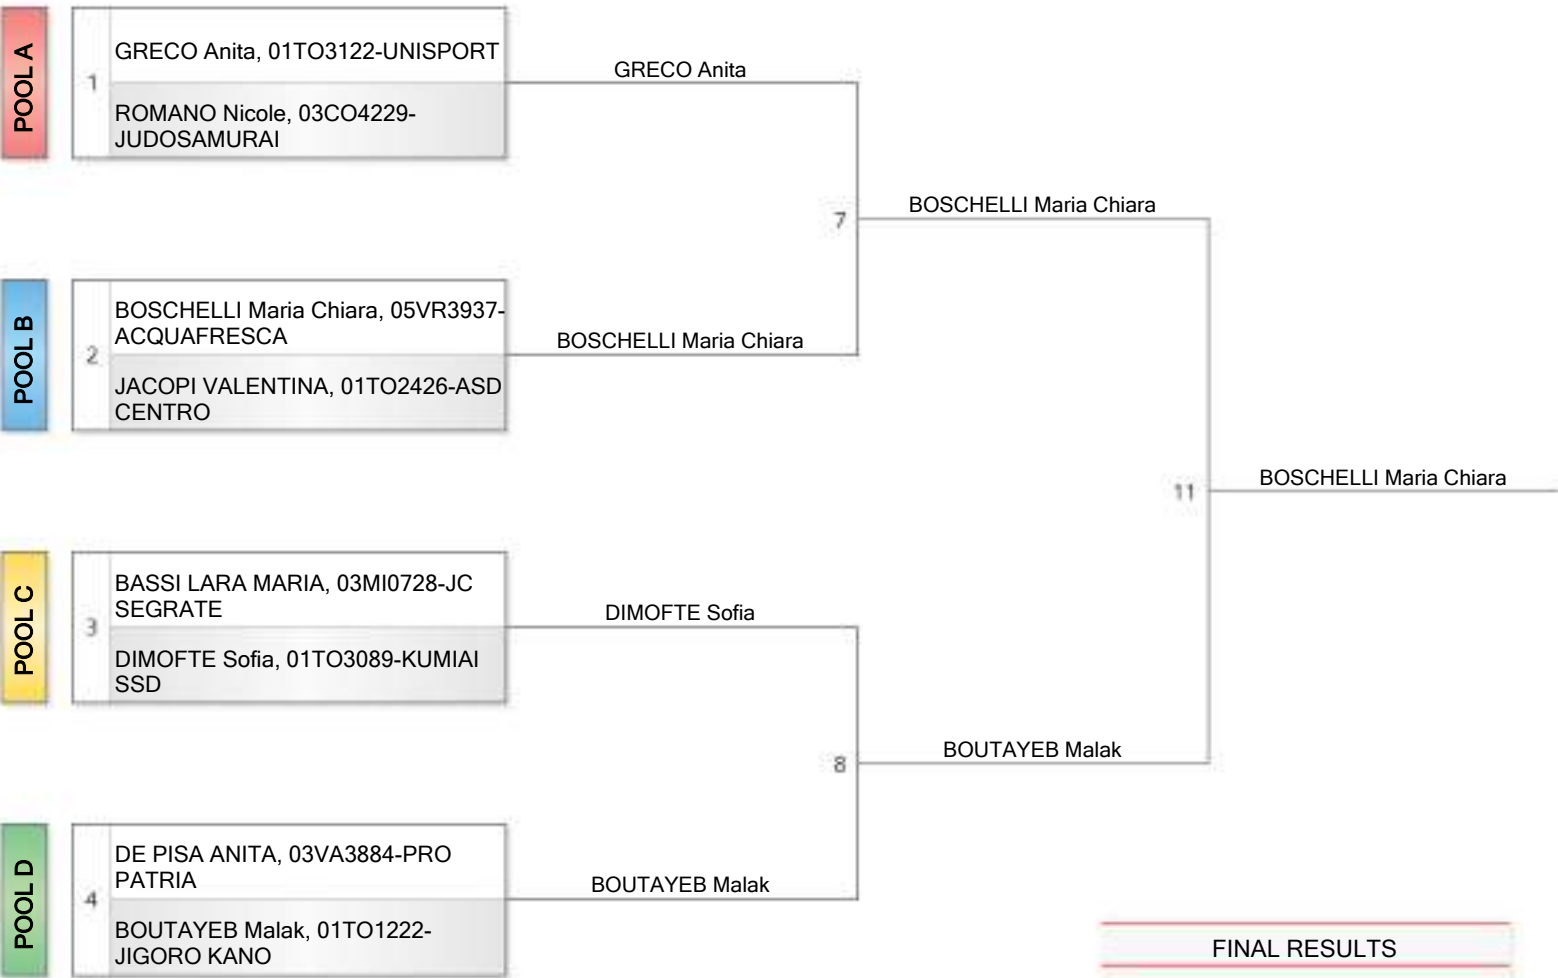 POOL A
1
GRECO Anita, 01TO3122-UNISPORT
ROMANO Nicole, 03CO4229-
JUDOSAMURAI
GRECO Anita
7
BOSCHELLI Maria Chiara
POOL B
2
BOSCHELLI Maria Chiara, 05VR3937-
ACQUAFRESCA
JACOPI VALENTINA, 01TO2426-ASD
CENTRO
BOSCHELLI Maria Chiara
11
BOSCHELLI Maria Chiara
POOL C
3
BASSI LARA MARIA, 03MI0728-JC
SEGRATE
DIMOFTE Sofia, 01TO3089-KUMIAI
SSD
DIMOFTE Sofia
8
BOUTAYEB Malak
POOL D
4
DE PISA ANITA, 03VA3884-PRO
PATRIA
BOUTAYEB Malak, 01TO1222-
JIGORO KANO
BOUTAYEB Malak
FINAL RESULTS